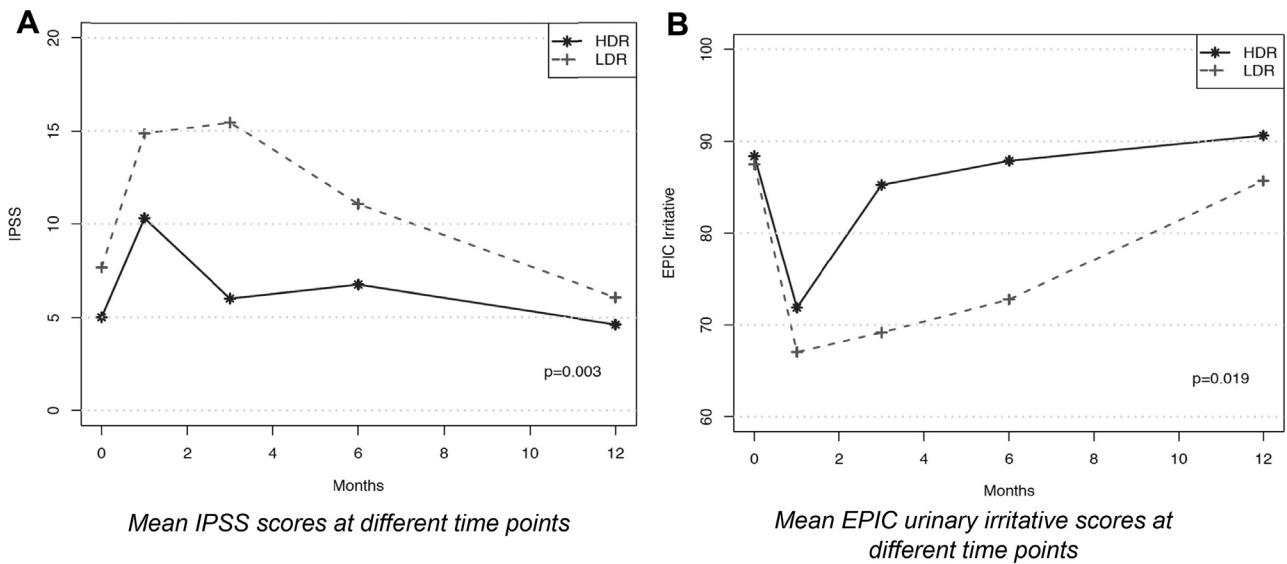 A
20
15
10
5
0
IPSS
HDR
LDR
p=0.003
0 2 4 6 8 10 12
Months
Mean IPSS scores at different time points
B
100
90
80
70
60
EPIC Irritative
HDR
LDR
p=0.019
0 2 4 6 8 10 12
Months
Mean EPIC urinary irritative scores at
different time points